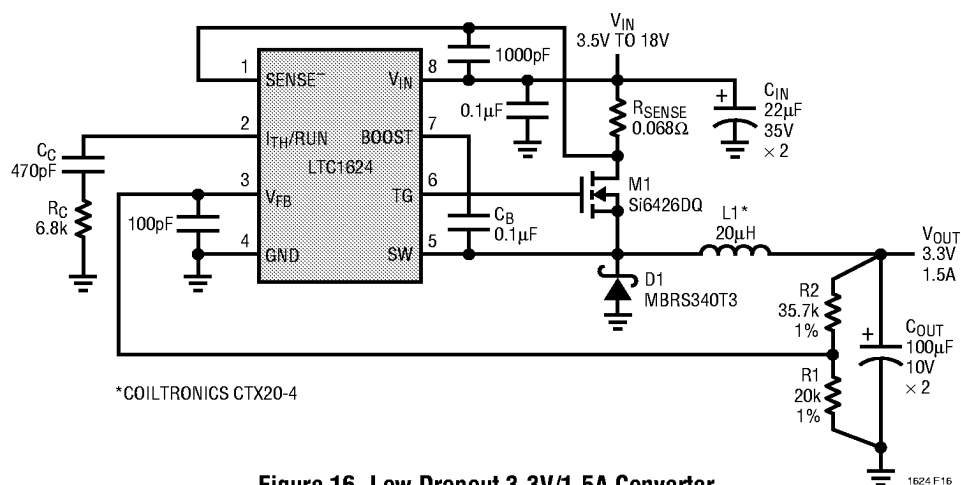 V_IN
3.5V TO 18V
1000pF
1
SENSE⁻
V_IN
8
0.1µF
R_SENSE
0.068Ω
+
C_IN
22µF
35V
× 2
2
I_TH/RUN
BOOST
7
C_C
470pF
LTC1624
3
V_FB
TG
6
M1
Si6426DQ
R_C
6.8k
100pF
C_B
0.1µF
L1*
20µH
4
GND
SW
5
V_OUT
3.3V
1.5A
D1
MBRS340T3
R2
35.7k
1%
+
C_OUT
100µF
10V
× 2
R1
20k
1%
*COILTRONICS CTX20-4
Figure 16. Low Dropout 3.3V/1.5A Converter
1624 F16